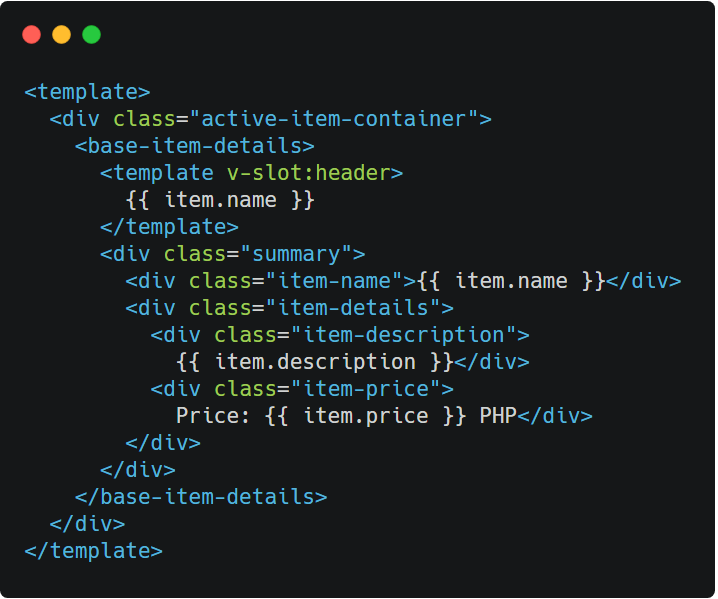 <template>
  <div class="active-item-container">
    <base-item-details>
      <template v-slot:header>
        {{ item.name }}
      </template>
      <div class="summary">
        <div class="item-name">{{ item.name }}</div>
        <div class="item-details">
          <div class="item-description">
            {{ item.description }}</div>
          <div class="item-price">
            Price: {{ item.price }} PHP</div>
        </div>
      </div>
    </base-item-details>
  </div>
</template>